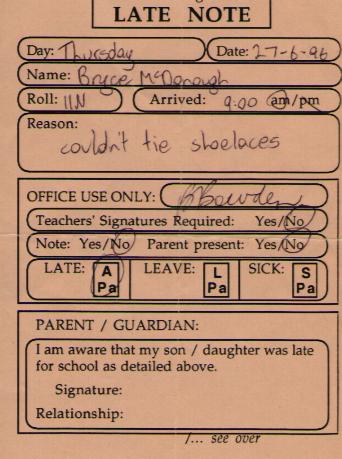 LATE NOTE
Day: Thursday Date: 27-6-96
Name: Bryce McDonough
Roll: 11N Arrived: 9:00 am/pm
Reason:
couldn't tie shoelaces
OFFICE USE ONLY: BBowden
Teachers' Signatures Required: Yes/No
Note: Yes/No Parent present: Yes/No
LATE: A Pa LEAVE: L Pa SICK: S Pa
PARENT / GUARDIAN:
I am aware that my son / daughter was late
for school as detailed above.
Signature:
Relationship:
/... see over